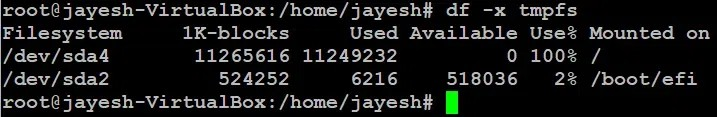 root@jayesh-VirtualBox:/home/jayesh# df -x tmpfs
Filesystem     1K-blocks     Used Available Use% Mounted on
/dev/sda4       11265616 11249232         0 100% /
/dev/sda2         524252     6216    518036   2% /boot/efi
root@jayesh-VirtualBox:/home/jayesh#